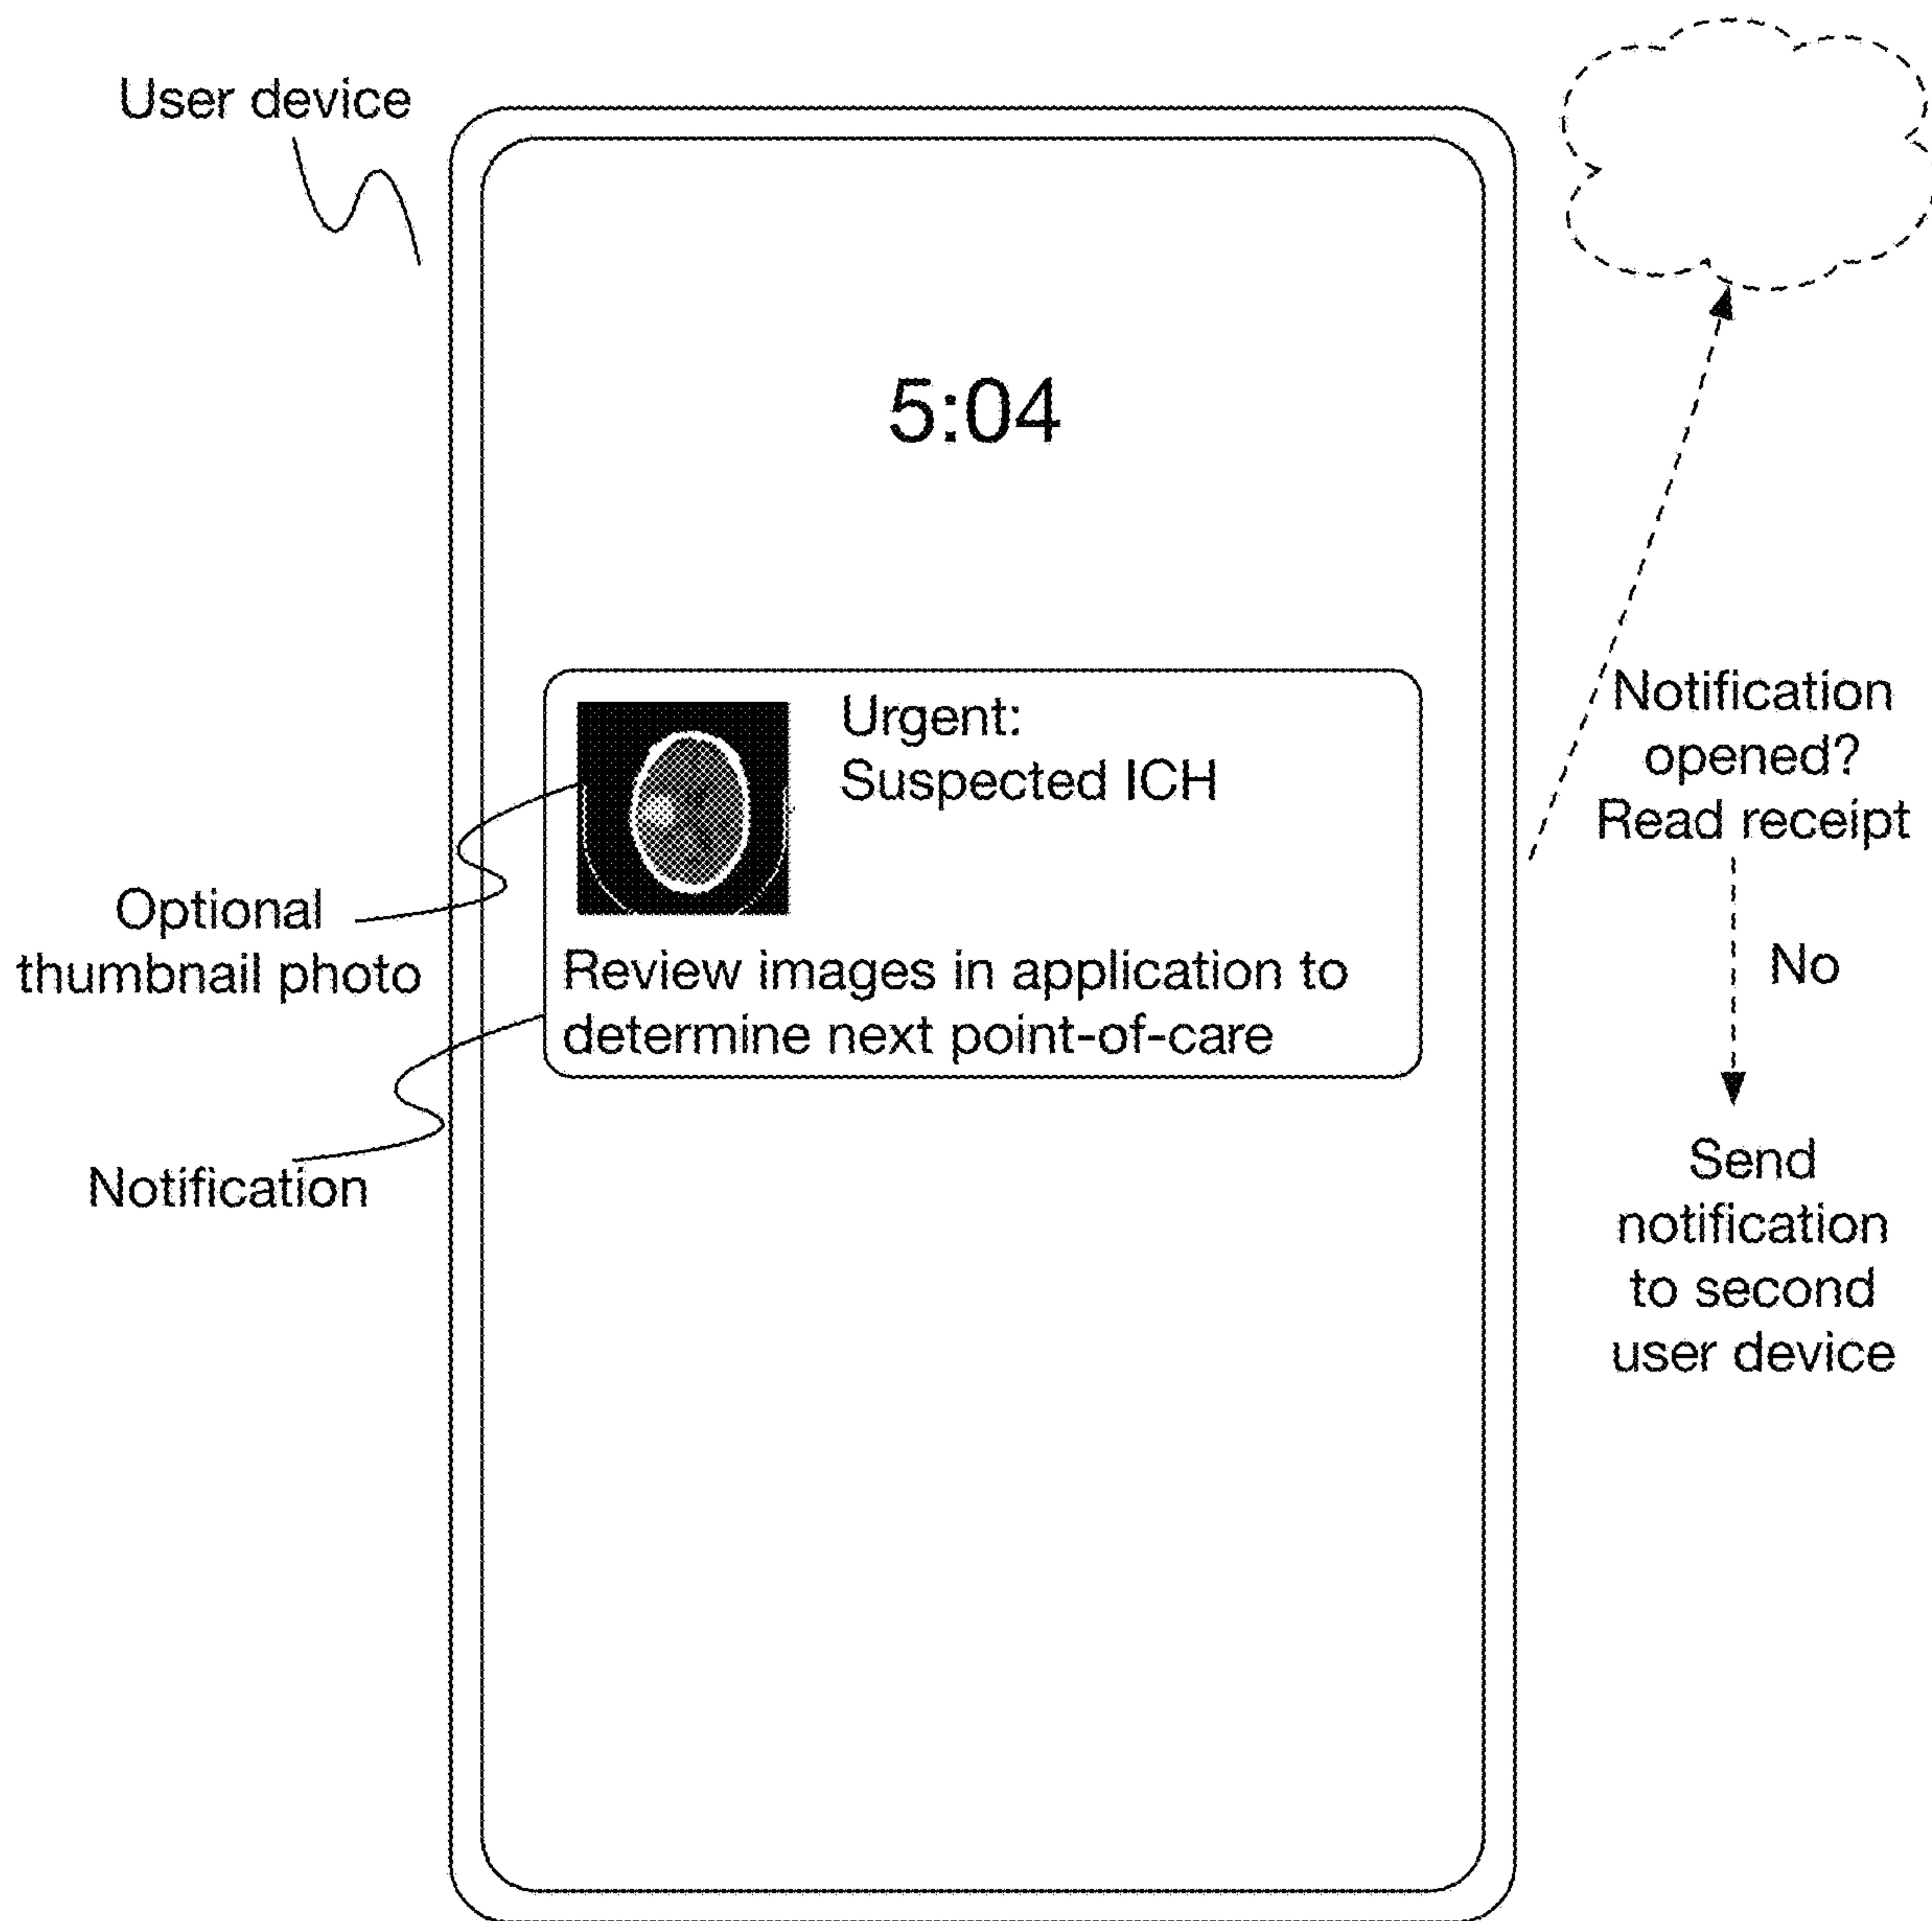 User device
5:04
Urgent:
Suspected ICH
Review images in application to
determine next point-of-care
Optional
thumbnail photo
Notification
Notification
opened?
Read receipt
No
Send
notification
to second
user device